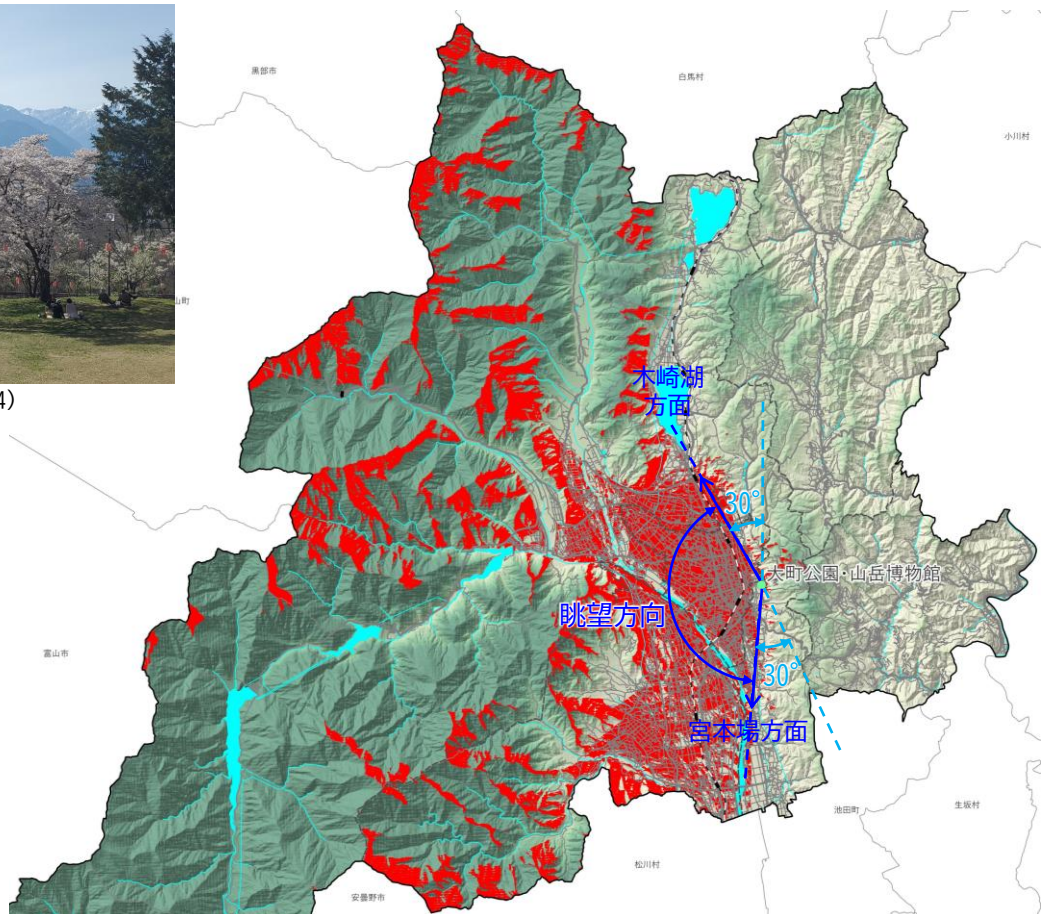 黒部市
白馬村
小川村
山町
4)
木崎湖
方面
30°
大町公園・山岳博物館
眺望方向
30°
宮本場方面
富山市
池田町
生坂村
松川村
安曇野市